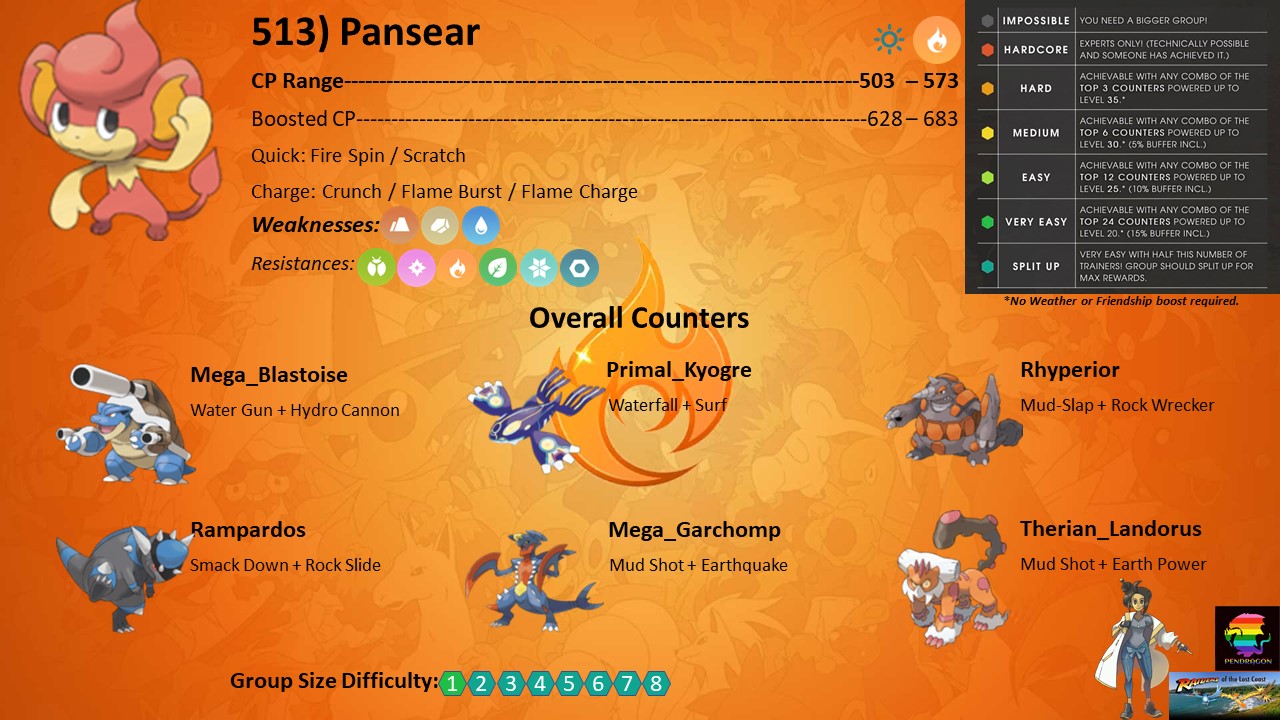 513) Pansear
CP Range--------------------------------------------------------------------------503 – 573
Boosted CP-------------------------------------------------------------------------628 – 683
Quick: Fire Spin / Scratch
Charge: Crunch / Flame Burst / Flame Charge
Weaknesses:
Resistances:
IMPOSSIBLE YOU NEED A BIGGER GROUP!
HARDCORE EXPERTS ONLY! (TECHNICALLY POSSIBLE
AND SOMEONE HAS ACHIEVED IT.)
HARD ACHIEVABLE WITH ANY COMBO OF THE
TOP 3 COUNTERS POWERED UP TO
LEVEL 35.*
MEDIUM ACHIEVABLE WITH ANY COMBO OF THE
TOP 6 COUNTERS POWERED UP TO
LEVEL 30.* (5% BUFFER INCL.)
EASY ACHIEVABLE WITH ANY COMBO OF THE
TOP 12 COUNTERS POWERED UP TO
LEVEL 25.* (10% BUFFER INCL.)
VERY EASY ACHIEVABLE WITH ANY COMBO OF THE
TOP 24 COUNTERS POWERED UP TO
LEVEL 20.* (15% BUFFER INCL.)
SPLIT UP VERY EASY WITH HALF THIS NUMBER OF
TRAINERS! GROUP SHOULD SPLIT UP FOR
MAX REWARDS.
*No Weather or Friendship boost required.
Overall Counters
Mega_Blastoise
Water Gun + Hydro Cannon
Primal_Kyogre
Waterfall + Surf
Rhyperior
Mud-Slap + Rock Wrecker
Rampardos
Smack Down + Rock Slide
Mega_Garchomp
Mud Shot + Earthquake
Therian_Landorus
Mud Shot + Earth Power
Group Size Difficulty: 1 2 3 4 5 6 7 8
PENDRAGON
RAIDERS of the Lost Coast